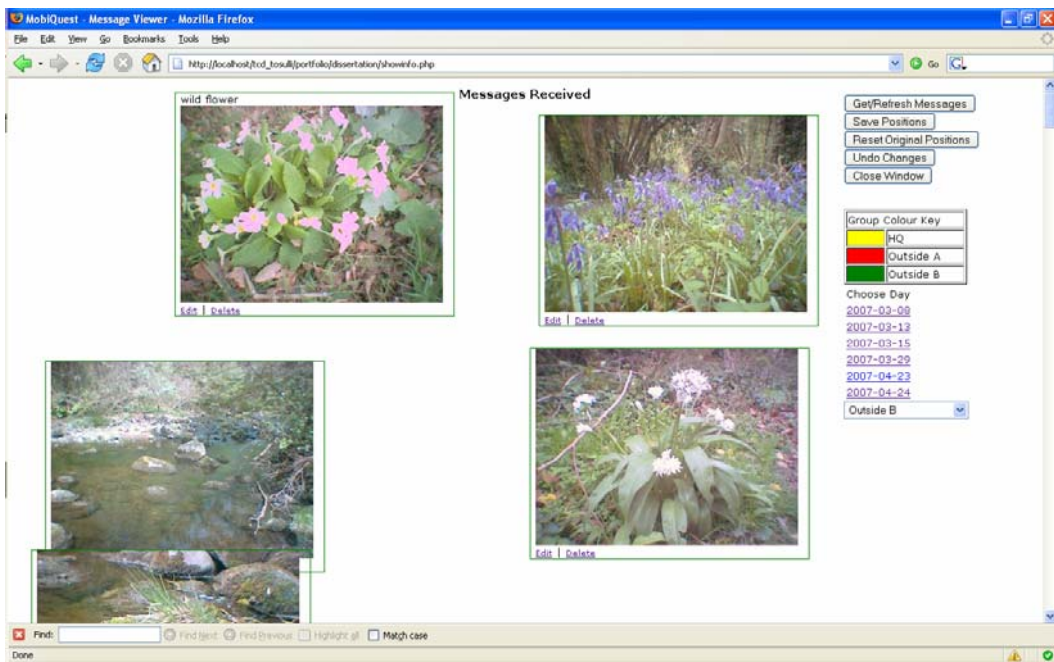 MobiQuest - Message Viewer - Mozilla Firefox
File Edit View Go Bookmarks Tools Help
http://localhost/tcd_tosulli/portfolio/dissertation/showinfo.php
Go
G
Messages Received
wild flower
Edit | Delete
Edit | Delete
Edit | Delete
Get/Refresh Messages
Save Positions
Reset Original Positions
Undo Changes
Close Window
Group Colour Key
HQ
Outside A
Outside B
Choose Day
2007-03-08
2007-03-13
2007-03-15
2007-03-29
2007-04-23
2007-04-24
Outside B
Find: Find Next Find Previous Highlight all Match case
Done